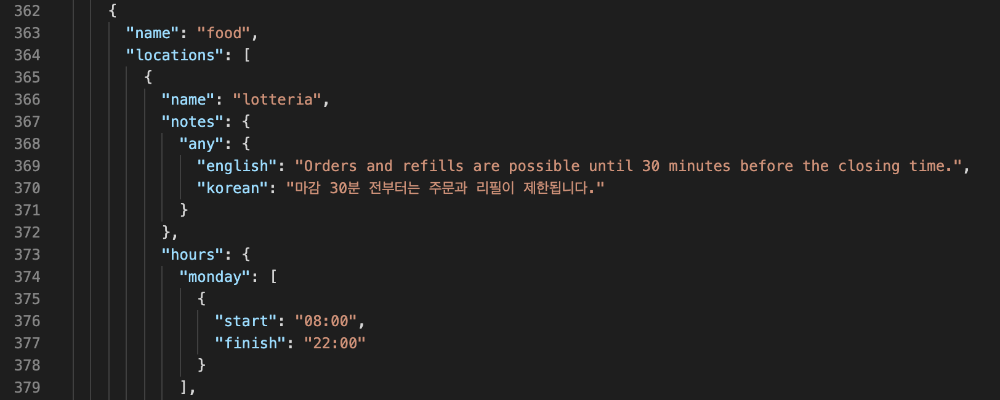 362 {
363 "name": "food",
364 "locations": [
365 {
366 "name": "lotteria",
367 "notes": {
368 "any": {
369 "english": "Orders and refills are possible until 30 minutes before the closing time.",
370 "korean": "마감 30분 전부터는 주문과 리필이 제한됩니다."
371 }
372 },
373 "hours": {
374 "monday": [
375 {
376 "start": "08:00",
377 "finish": "22:00"
378 }
379 ],